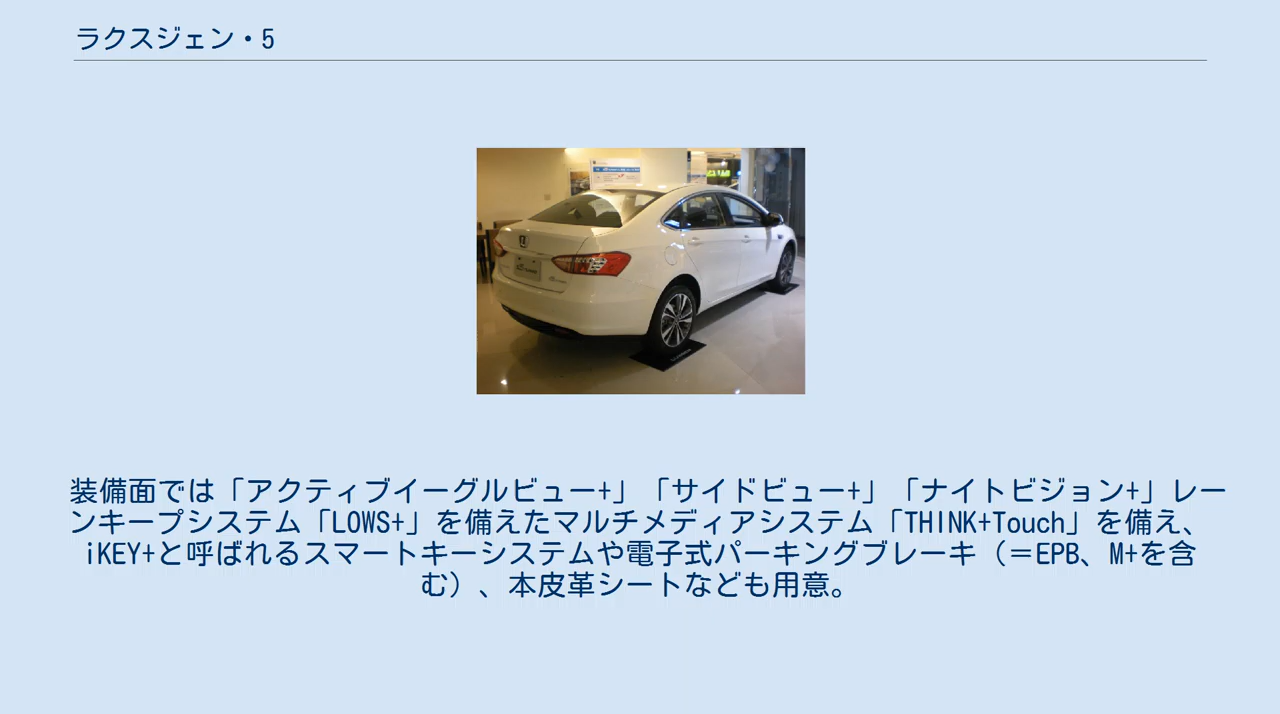 ラクスジェン・5
装備面では「アクティブイーグルビュー+」「サイドビュー+」「ナイトビジョン+」レー
ンキープシステム「LOWS+」を備えたマルチメディアシステム「THINK+Touch」を備え、
iKEY+と呼ばれるスマートキーシステムや電子式パーキングブレーキ（＝EPB、M+を含
む）、本皮革シートなども用意。